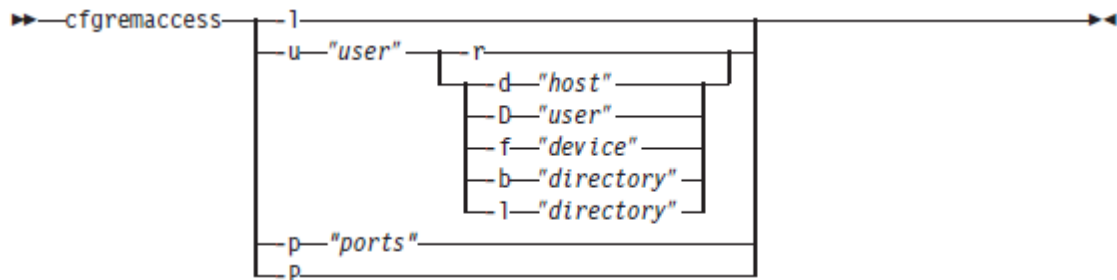 cfgremaccess -l
-u "user" -r
-d "host"
-D "user"
-f "device"
-b "directory"
-l "directory"
-p "ports"
-P